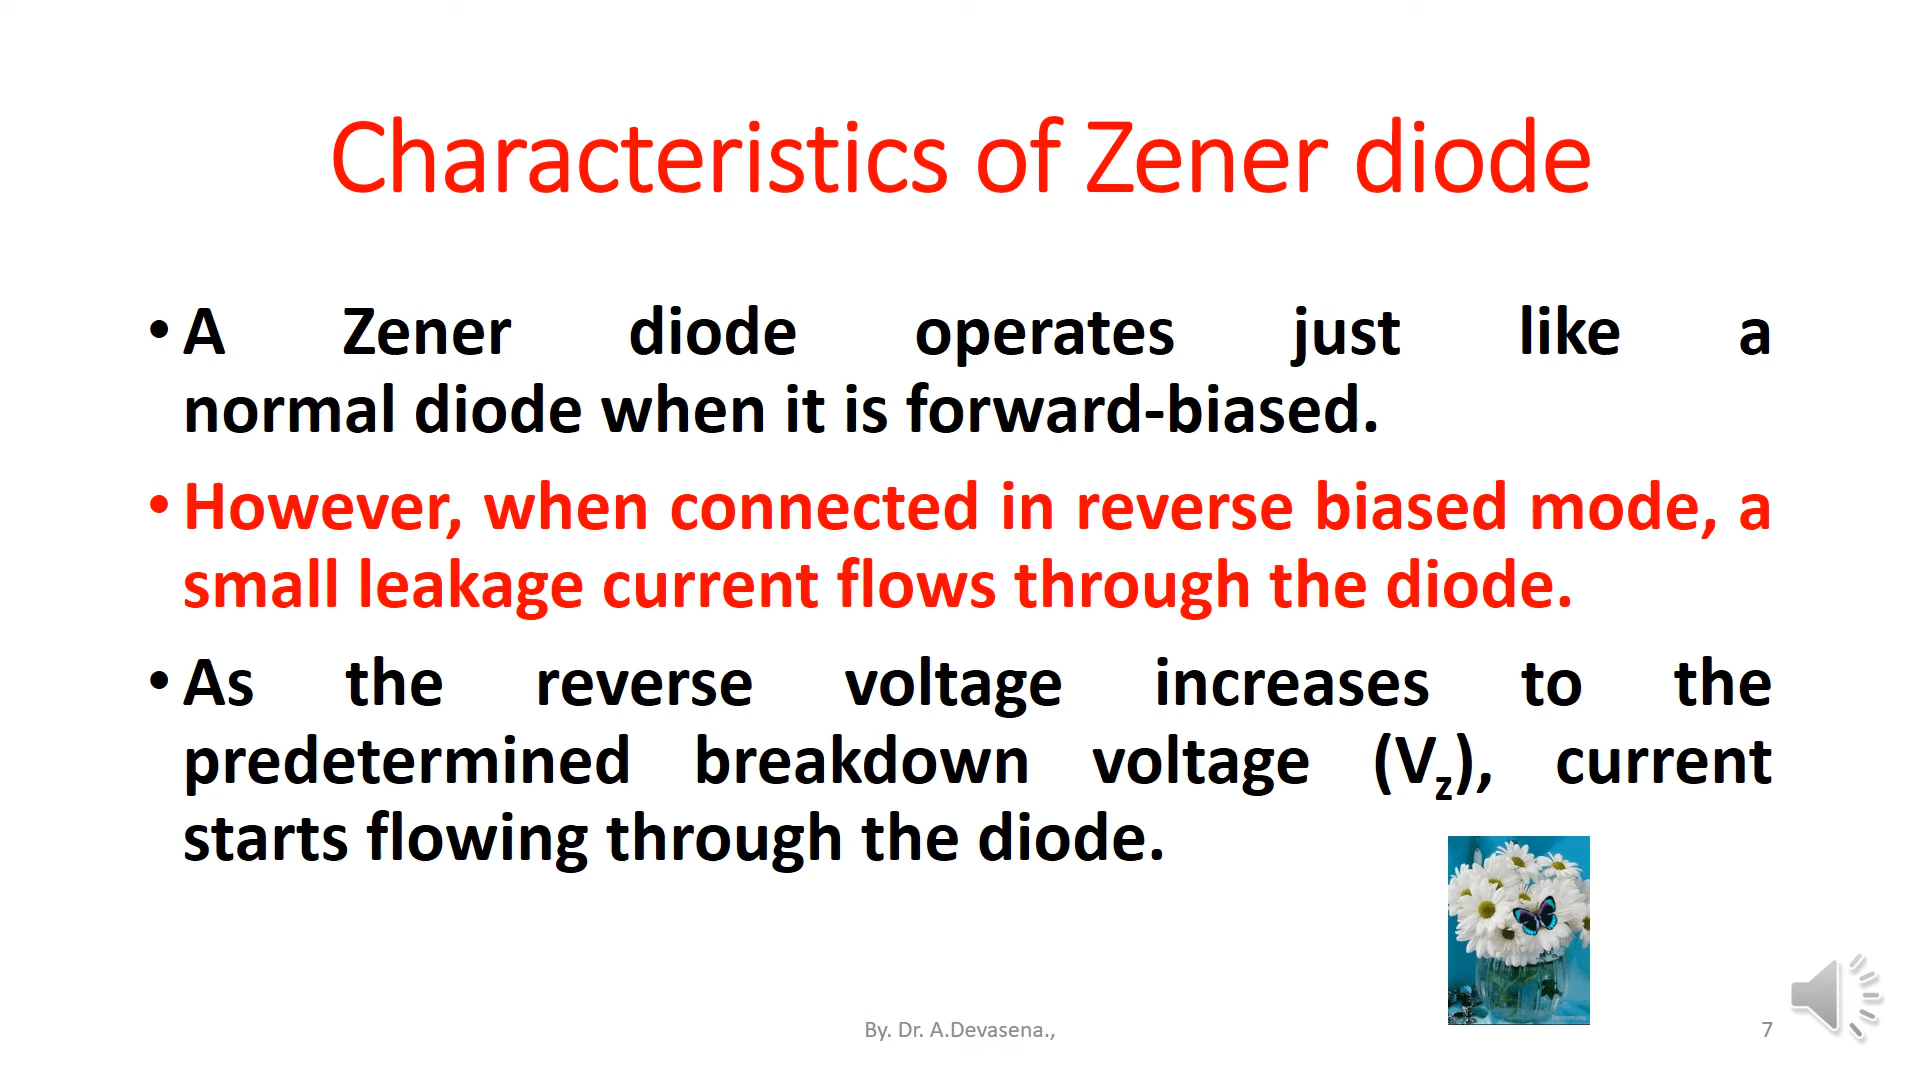 Characteristics of Zener diode
• A Zener diode operates just like a
normal diode when it is forward-biased.
• However, when connected in reverse biased mode, a
small leakage current flows through the diode.
• As the reverse voltage increases to the
predetermined breakdown voltage (Vz), current
starts flowing through the diode.
By. Dr. A.Devasena.,
7